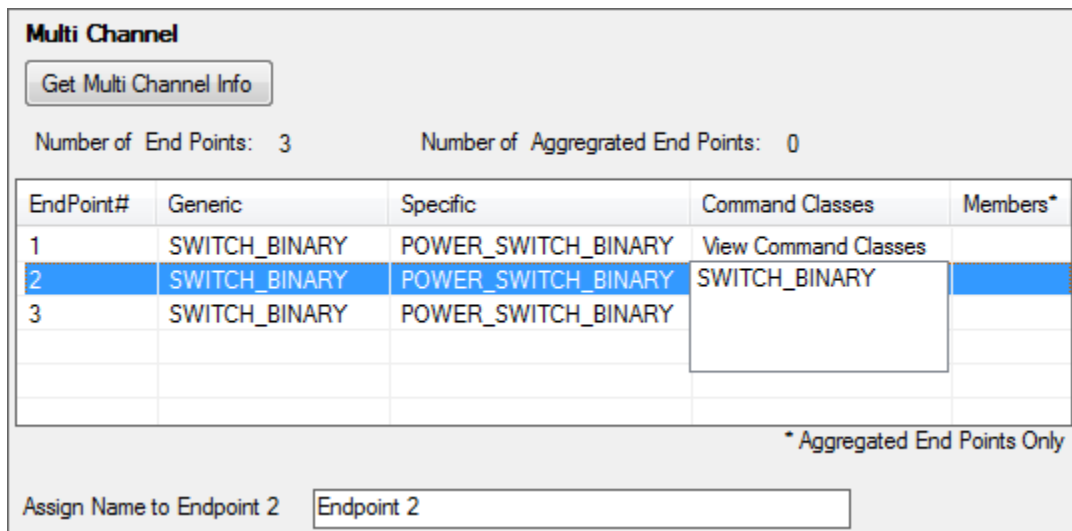 Multi Channel
Get Multi Channel Info
Number of End Points: 3 Number of Aggregrated End Points: 0
EndPoint# Generic Specific Command Classes Members*
1 SWITCH_BINARY POWER_SWITCH_BINARY View Command Classes
2 SWITCH_BINARY POWER_SWITCH_BINARY SWITCH_BINARY
3 SWITCH_BINARY POWER_SWITCH_BINARY
* Aggregated End Points Only
Assign Name to Endpoint 2 Endpoint 2